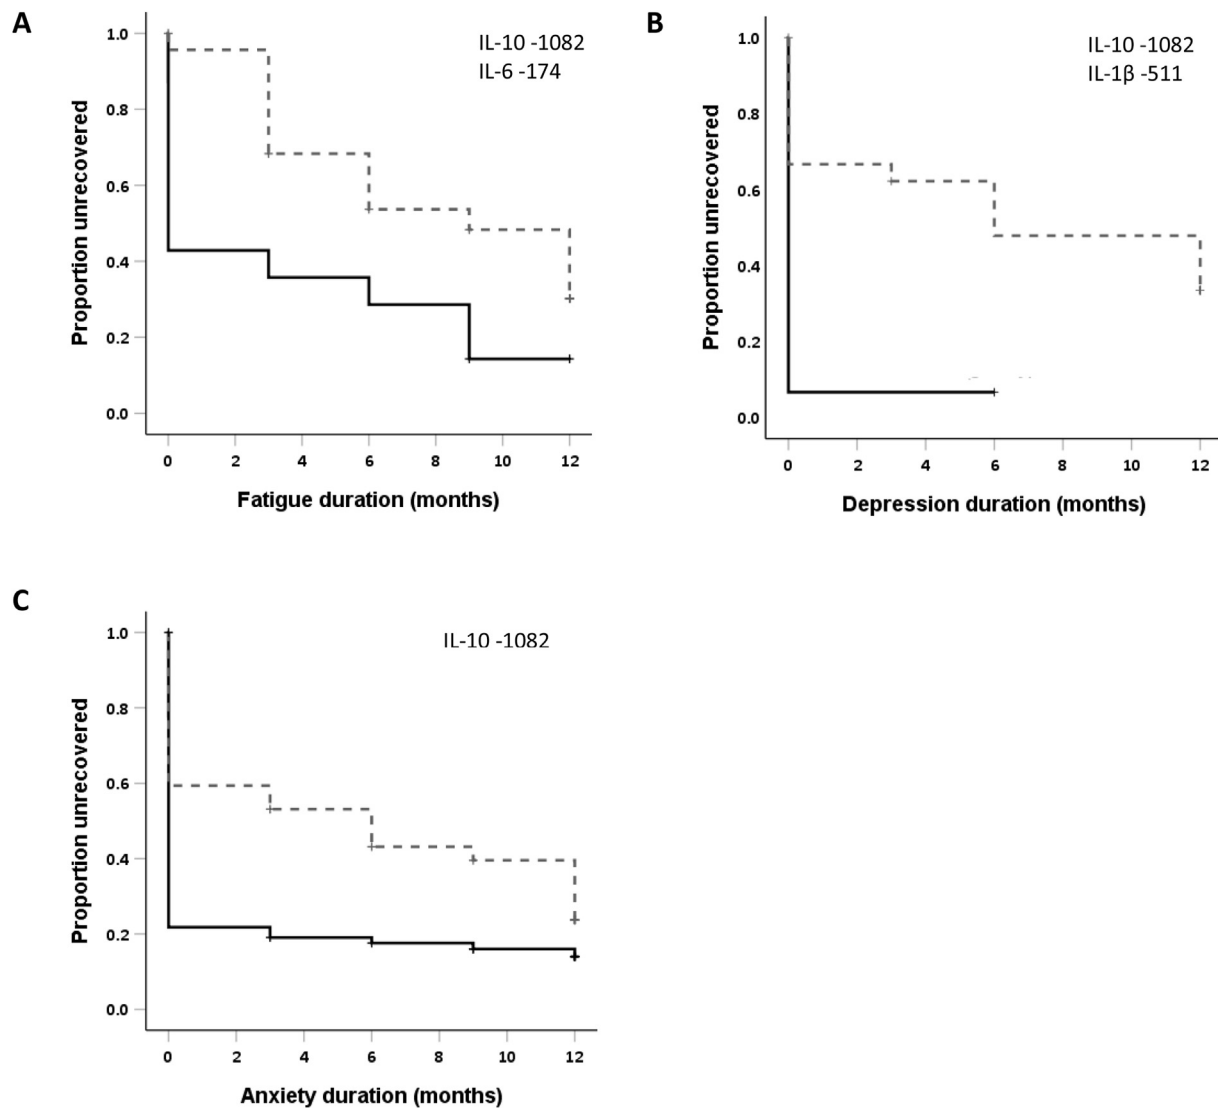 A
IL-10 -1082
IL-6 -174
1.0
0.8
0.6
0.4
0.2
0.0
Proportion unrecovered
0 2 4 6 8 10 12
Fatigue duration (months)
B
IL-10 -1082
IL-1β -511
1.0
0.8
0.6
0.4
0.2
0.0
Proportion unrecovered
0 2 4 6 8 10 12
Depression duration (months)
C
IL-10 -1082
1.0
0.8
0.6
0.4
0.2
0.0
Proportion unrecovered
0 2 4 6 8 10 12
Anxiety duration (months)